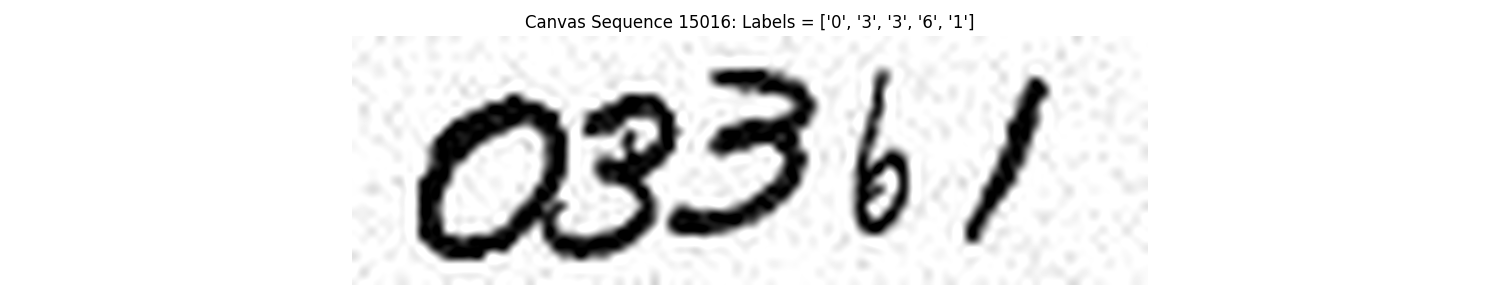 Canvas Sequence 15016: Labels = ['0', '3', '3', '6', '1']
03361